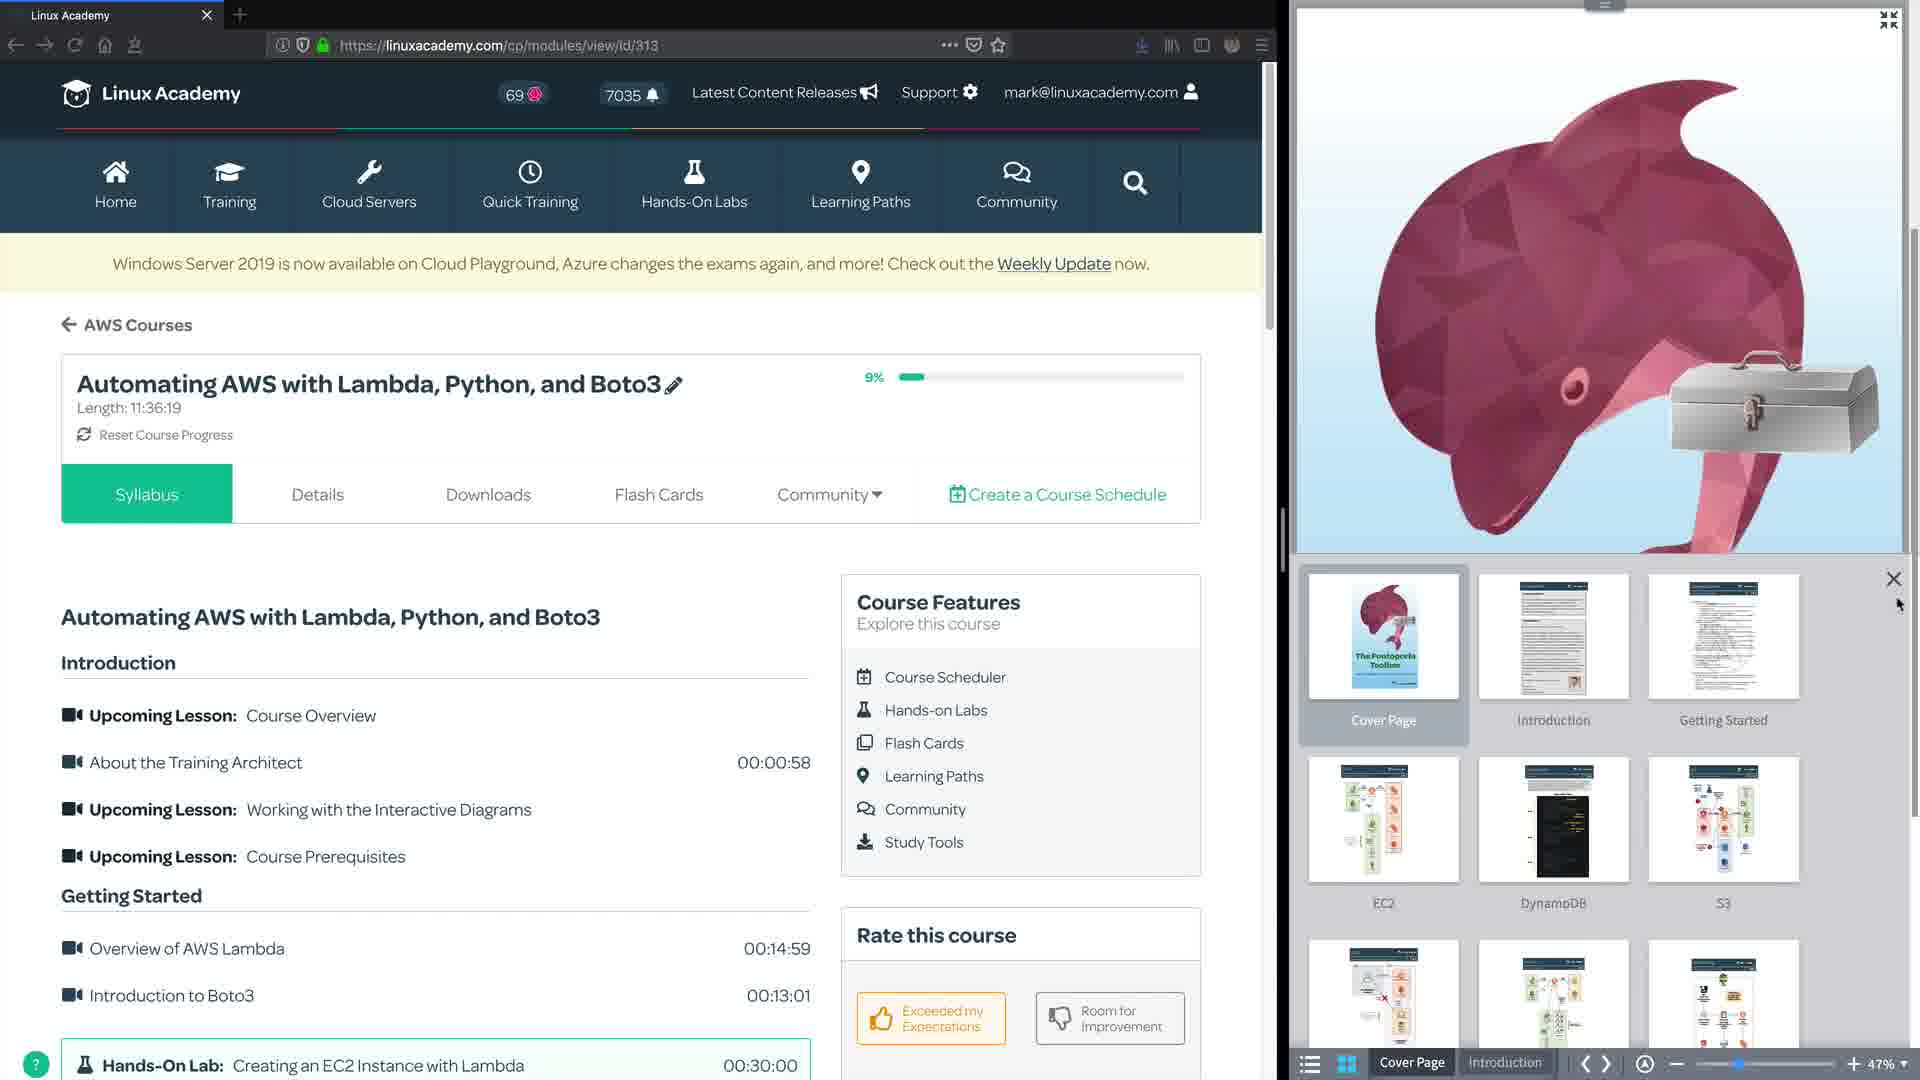 Linux Academy
https://linuxacademy.com/cp/modules/view/id/313
Linux Academy
69
7035
Latest Content Releases
Support
mark@linuxacademy.com
Home
Training
Cloud Servers
Quick Training
Hands-On Labs
Learning Paths
Community
Windows Server 2019 is now available on Cloud Playground, Azure changes the exams again, and more! Check out the Weekly Update now.
AWS Courses
Automating AWS with Lambda, Python, and Boto3
9%
Length: 11:36:19
Reset Course Progress
Syllabus
Details
Downloads
Flash Cards
Community
Create a Course Schedule
Automating AWS with Lambda, Python, and Boto3
Introduction
Upcoming Lesson: Course Overview
About the Training Architect 00:00:58
Upcoming Lesson: Working with the Interactive Diagrams
Upcoming Lesson: Course Prerequisites
Getting Started
Overview of AWS Lambda 00:14:59
Introduction to Boto3 00:13:01
?
Hands-On Lab: Creating an EC2 Instance with Lambda 00:30:00
Course Features
Explore this course
Course Scheduler
Hands-on Labs
Flash Cards
Learning Paths
Community
Study Tools
Rate this course
Exceeded my
Expectations
Room for
Improvement
The Pontoporia
Toolbox
Cover Page
Introduction
Getting Started
EC2
DynamoDB
S3
Cover Page
Introduction
47%